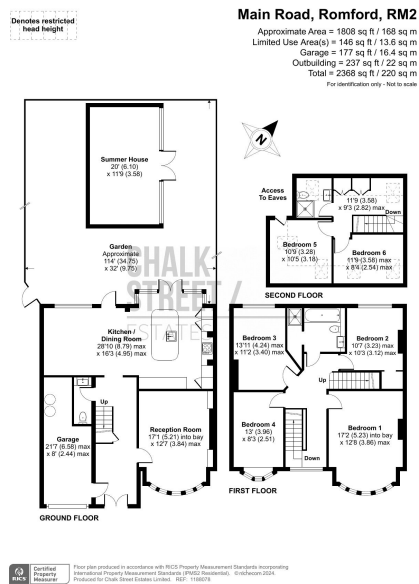 Main Road, Romford, RM2
Approximate Area = 1808 sq ft / 168 sq m
Limited Use Area(s) = 146 sq ft / 13.6 sq m
Garage = 177 sq ft / 16.4 sq m
Outbuilding = 237 sq ft / 22 sq m
Total = 2368 sq ft / 220 sq m
For identification only - Not to scale
Denotes restricted
head height
Summer House
20' (6.10)
x 11'9 (3.58)
N
Garden
Approximate
114' (34.75)
x 32' (9.75)
CHALK
STREET
ESTATES
Access
To Eaves
11'9 (3.58)
x 9'3 (2.82) max
Down
Bedroom 5
10'9 (3.28)
x 10'5 (3.18)
Bedroom 6
11'9 (3.58) max
x 8'4 (2.54) max
SECOND FLOOR
Kitchen /
Dining Room
28'10 (8.79) max
x 16'3 (4.95) max
Up
Garage
21'7 (6.58) max
x 8' (2.44) max
Reception Room
17'1 (5.21) into bay
x 12'7 (3.84) max
GROUND FLOOR
Bedroom 3
13'11 (4.24) max
x 11'2 (3.40) max
Bedroom 2
10'7 (3.23) max
x 10'3 (3.12) max
Up
Bedroom 4
13' (3.96)
x 8'3 (2.51)
Bedroom 1
17'2 (5.23) into bay
x 12'8 (3.86) max
Down
FIRST FLOOR
RICS
Certified
Property
Measurer
Floor plan produced in accordance with RICS Property Measurement Standards incorporating
International Property Measurement Standards (IPMS2 Residential). ©nichecom 2024.
Produced for Chalk Street Estates Limited. REF: 1188078